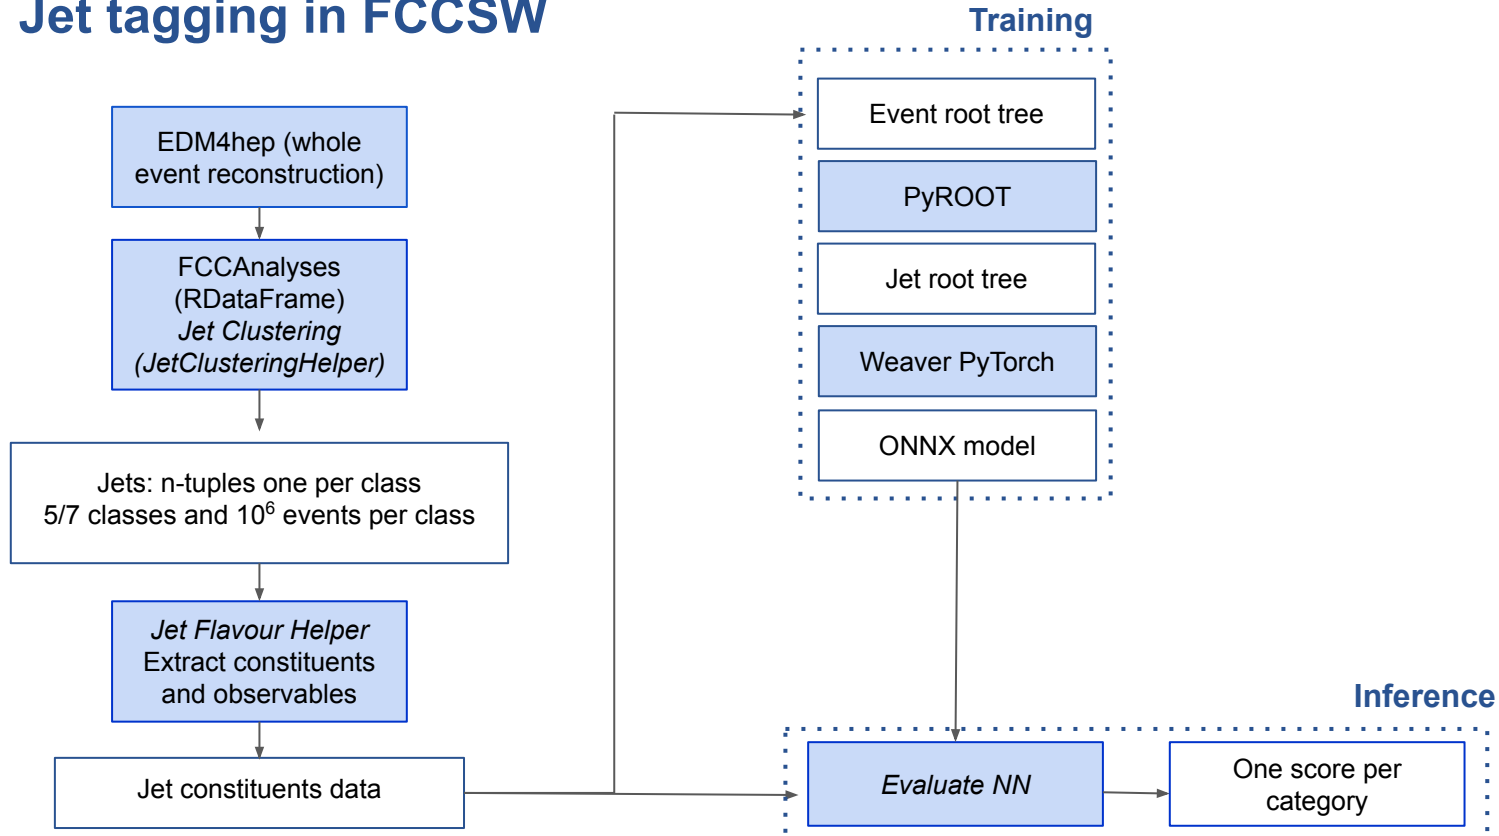 Jet tagging in FCCSW
EDM4hep (whole
event reconstruction)
FCCAnalyses
(RDataFrame)
Jet Clustering
(JetClusteringHelper)
Jets: n-tuples one per class
5/7 classes and 10⁶ events per class
Jet Flavour Helper
Extract constituents
and observables
Jet constituents data
Training
Event root tree
PyROOT
Jet root tree
Weaver PyTorch
ONNX model
Inference
Evaluate NN
One score per
category